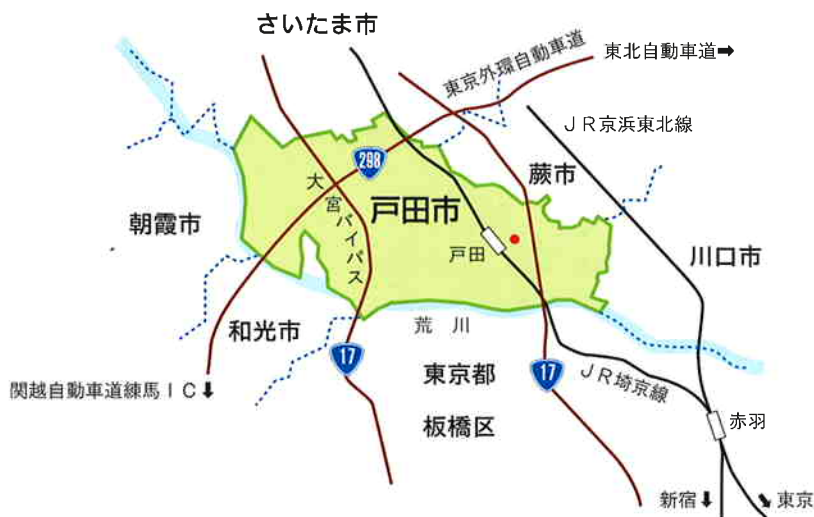 さいたま市
東京外環自動車道
東北自動車道➡
JR京浜東北線
298
蕨市
大宮バイパス
戸田市
朝霞市
戸田
川口市
荒川
和光市
17
東京都
板橋区
17
JR埼京線
関越自動車道練馬IC⬇
赤羽
新宿⬇
➘東京